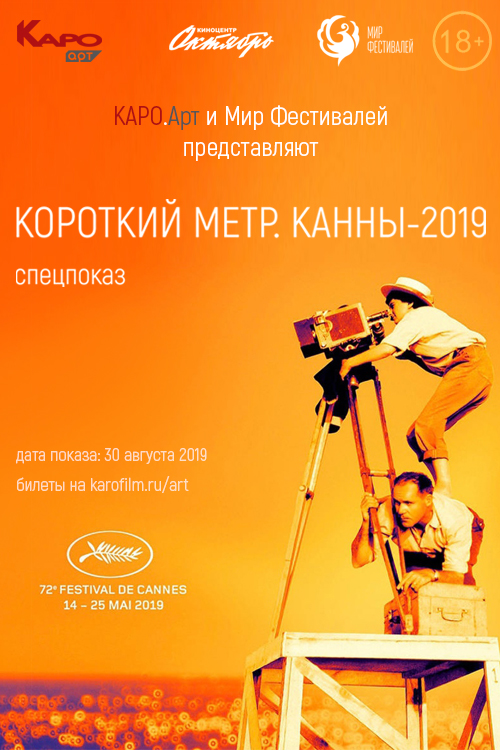 КАРО
арт
КИНОЦЕНТР
Октябрь
МИР
ФЕСТИВАЛЕЙ
18+
КАРО.Арт и Мир Фестивалей
представляют
КОРОТКИЙ МЕТР. КАННЫ-2019
спецпоказ
дата показа: 30 августа 2019
билеты на karofilm.ru/art
72e FESTIVAL DE CANNES
14 – 25 MAI 2019
1